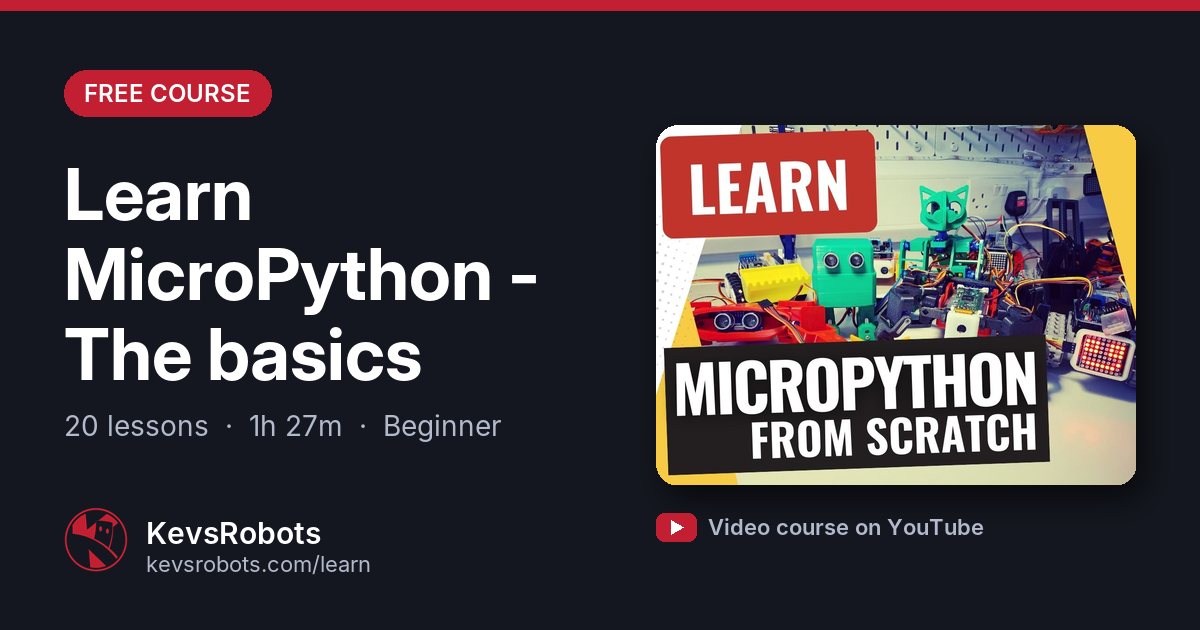 FREE COURSE
Learn
MicroPython -
The basics
20 lessons · 1h 27m · Beginner
KevsRobots
kevsrobots.com/learn
LEARN
MICROPYTHON
FROM SCRATCH
Video course on YouTube